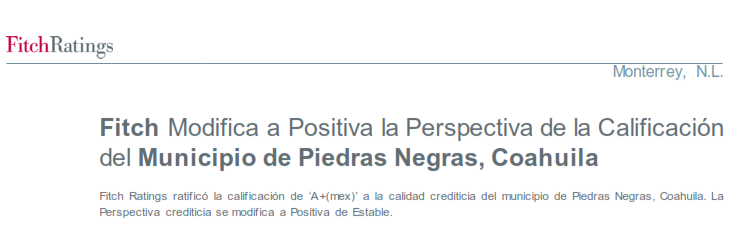 FitchRatings
Monterrey, N.L.
Fitch Modifica a Positiva la Perspectiva de la Calificación
del Municipio de Piedras Negras, Coahuila
Fitch Ratings ratificó la calificación de 'A+(mex)' a la calidad crediticia del municipio de Piedras Negras, Coahuila. La
Perspectiva crediticia se modifica a Positiva de Estable.